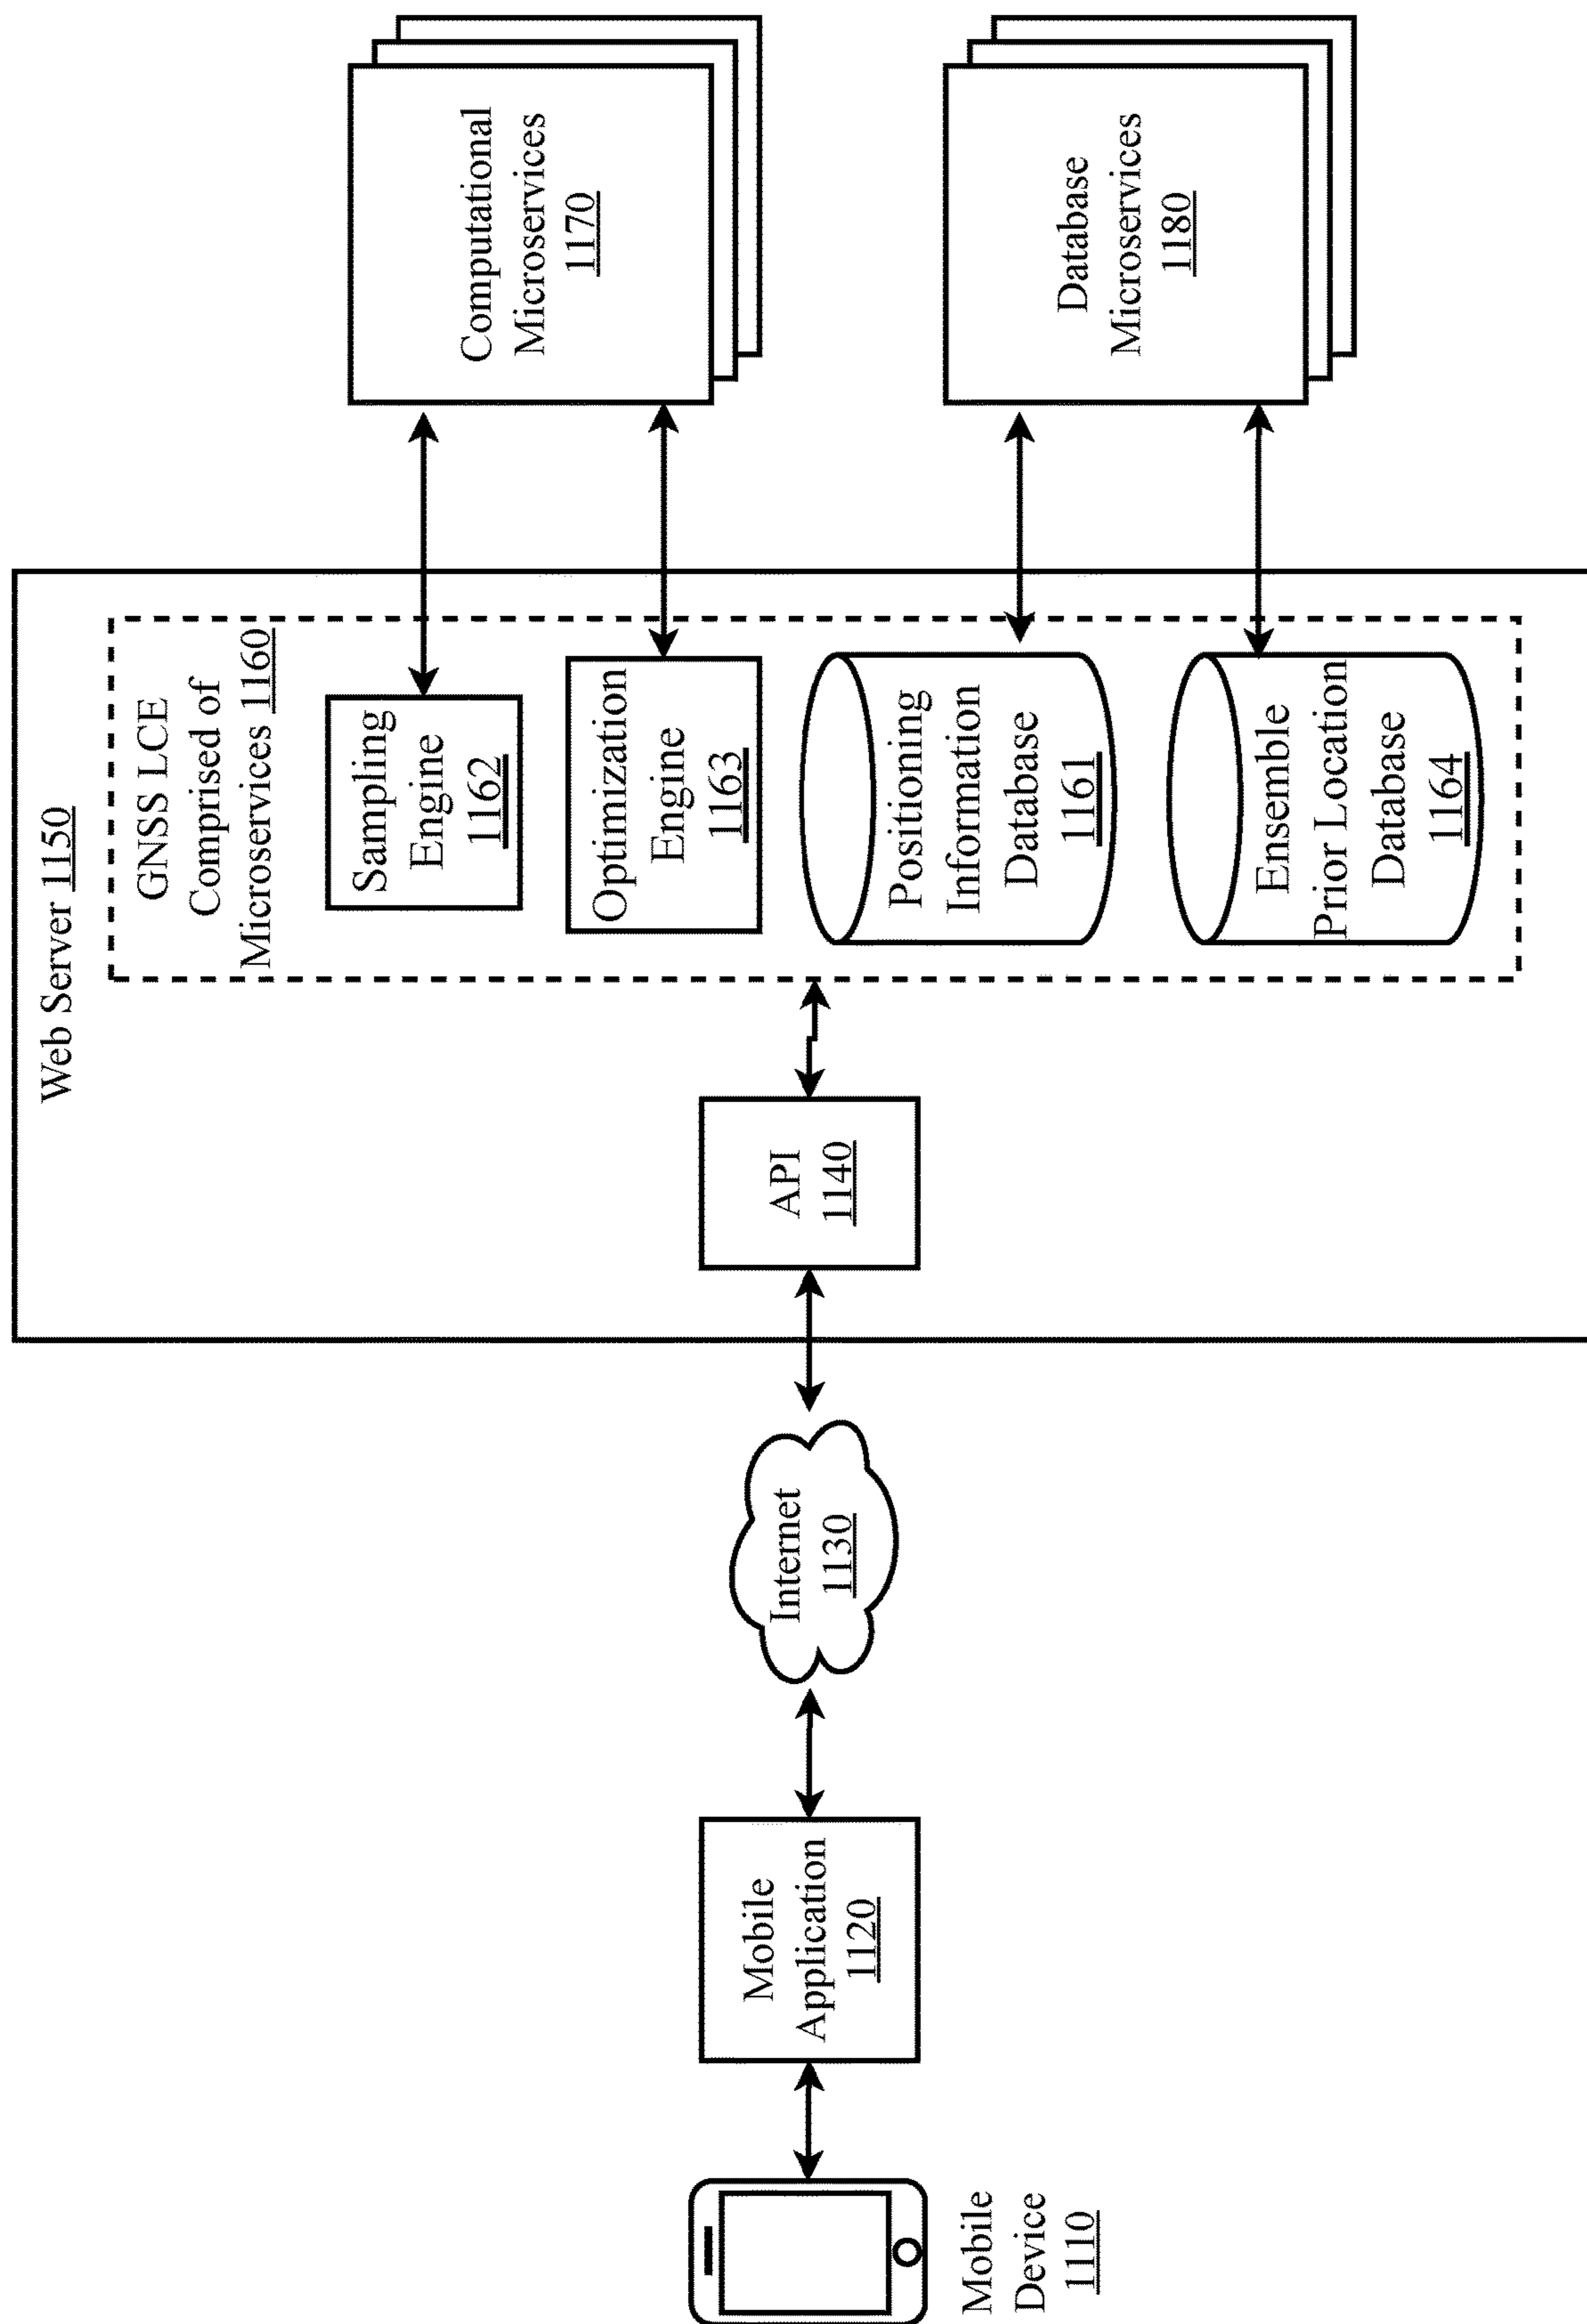 Mobile
Device
1110
Mobile
Application
1120
Internet
1130
Web Server 1150
API
1140
GNSS LCE
Comprised of
Microservices 1160
Sampling
Engine
1162
Optimization
Engine
1163
Positioning
Information
Database
1161
Ensemble
Prior Location
Database
1164
Computational
Microservices
1170
Database
Microservices
1180